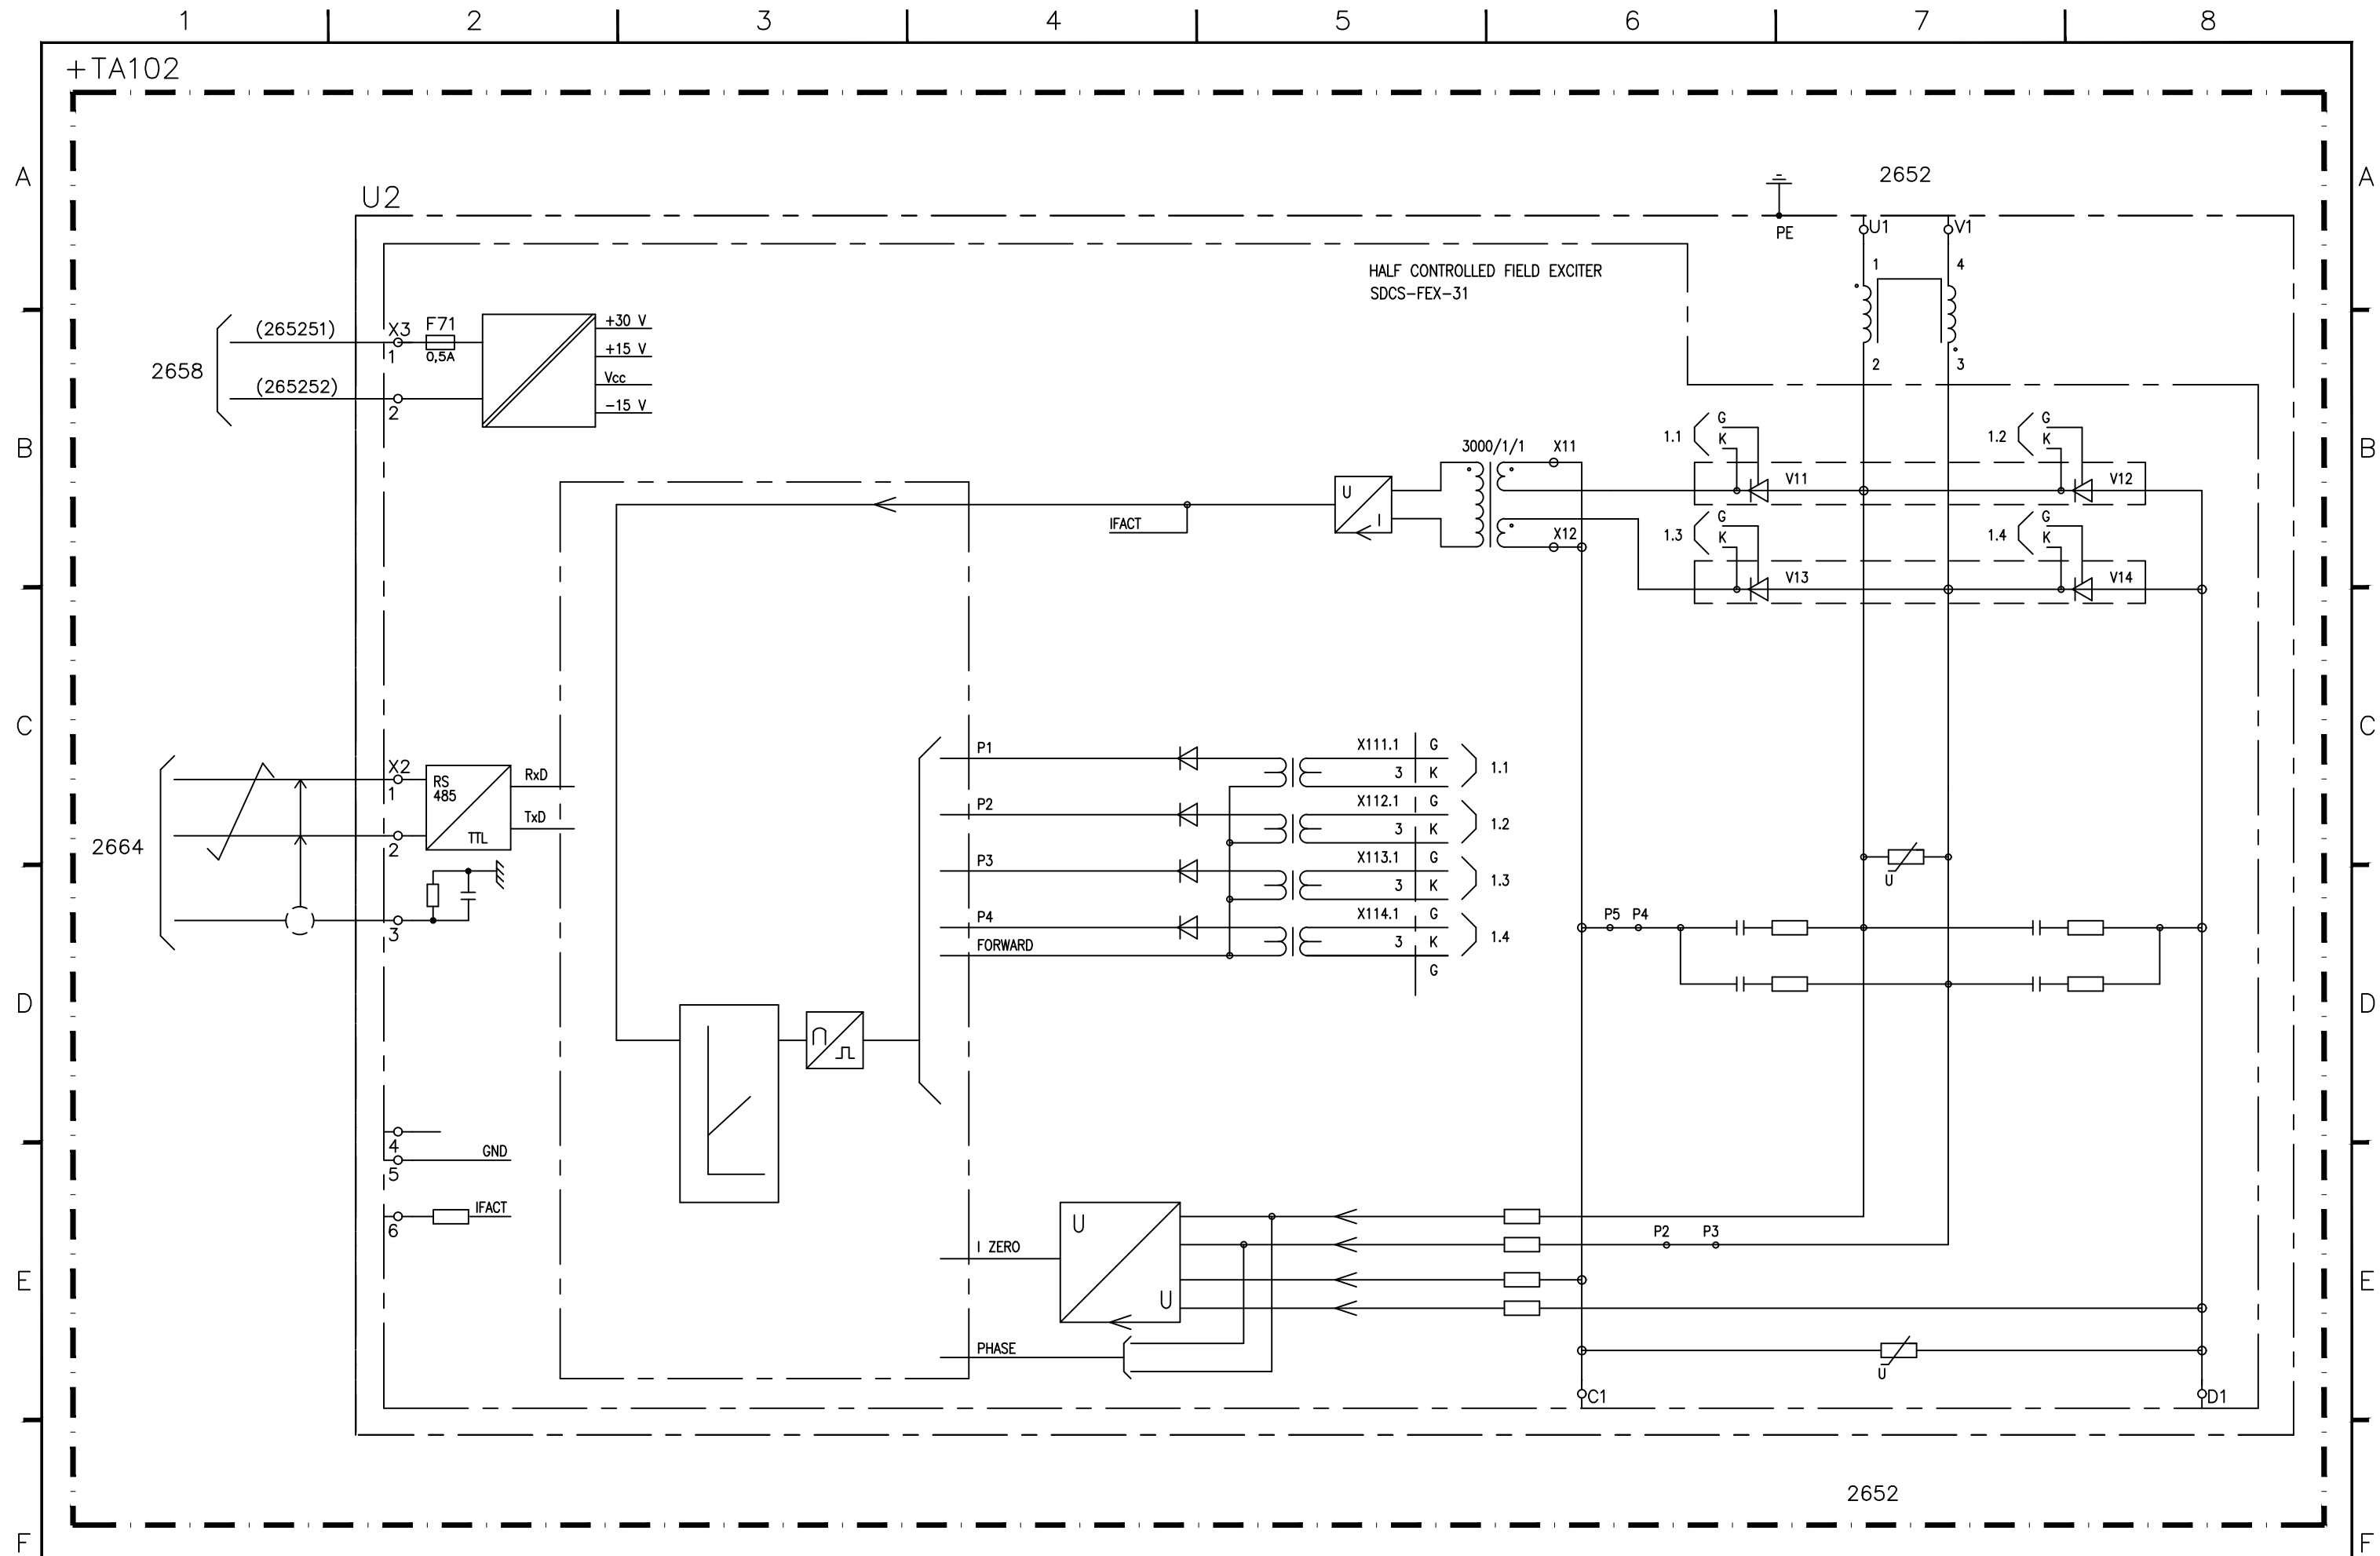 1 2 3 4 5 6 7 8
+TA102
A A
2652
U2
U1 V1
PE
1 4
HALF CONTROLLED FIELD EXCITER
SDCS-FEX-31
(265251) X3 F71 +30 V
1 0,5A +15 V
2 3
2658
Vcc
(265252)
-15 V
2
G G
1.1 K 1.2 K
B B
3000/1/1 X11
V11 V12
U
I
IFACT
X12
G G
1.3 K 1.4 K
V13 V14
C C
P1 X111.1 G
3 K 1.1
X2
1
RS
485
RxD
P2 X112.1 G
TxD
3 K 1.2
TTL
2
2664
P3 X113.1 G
3 K 1.3
U
P4 X114.1 G
P5 P4
3 K 1.4
3
FORWARD
G
D D
4
GND
5
IFACT
6
U
P2 P3
I ZERO
E E
U
PHASE
U
C1 D1
2652
F F